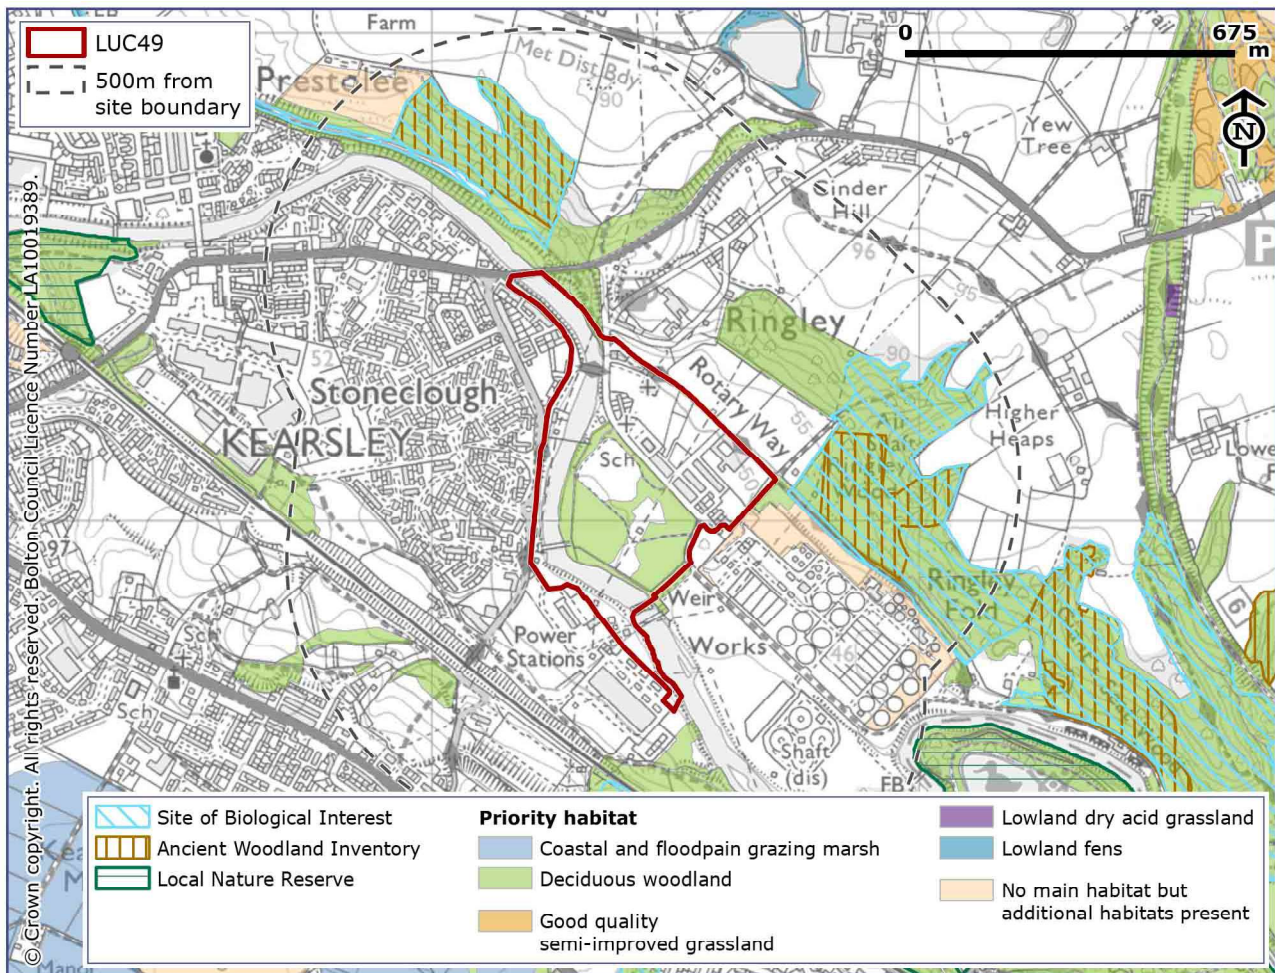 LUC49
500m from
site boundary
0
675
m
N
Farm
Met Dist Bdy
90
Prestolee
Yew
Tree
Cinder
Hill
96
95
Ringley
90
52
Stoneclough
KEARSLEY
Rotary Way
55
50
Sch
Higher
Heaps
Lowe
Ringley
Fold
97
Weir
Works
46
Power
Stations
Sch
Sch
Shaft
(dis)
FB
6
P
© Crown copyright. All rights reserved. Bolton Council Licence Number LA10019389.
Site of Biological Interest
Ancient Woodland Inventory
Local Nature Reserve
Priority habitat
Coastal and floodpain grazing marsh
Deciduous woodland
Good quality
semi-improved grassland
Lowland dry acid grassland
Lowland fens
No main habitat but
additional habitats present